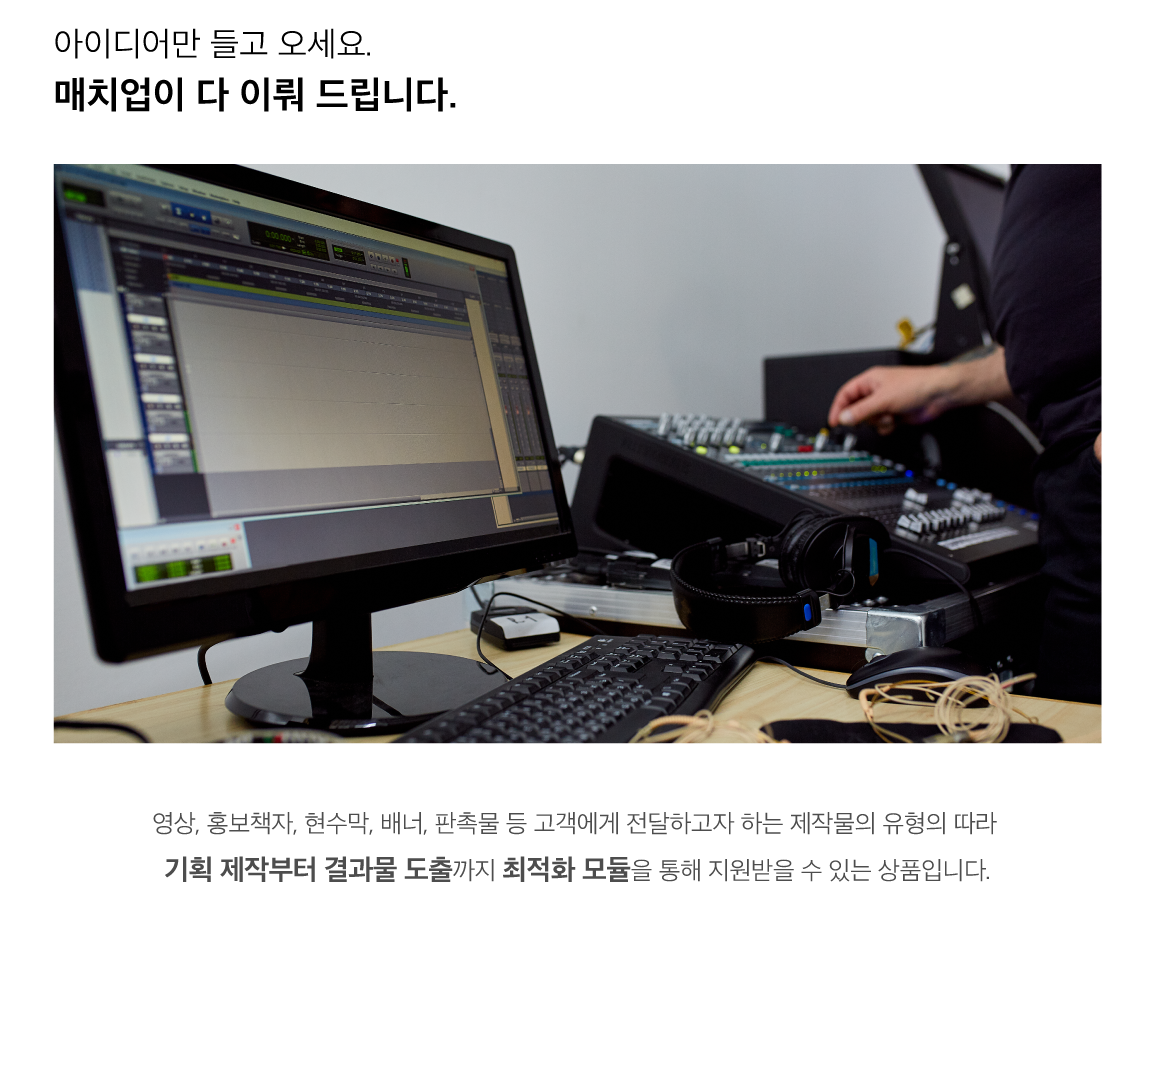 아이디어만 들고 오세요.
매치업이 다 이뤄 드립니다.
영상, 홍보책자, 현수막, 배너, 판촉물 등 고객에게 전달하고자 하는 제작물의 유형의 따라
기획 제작부터 결과물 도출까지 최적화 모듈을 통해 지원받을 수 있는 상품입니다.